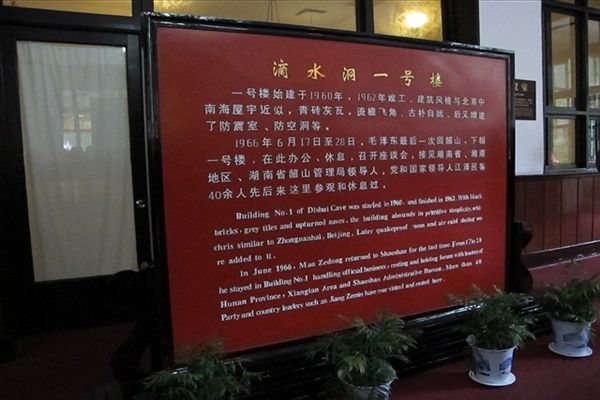 滴水洞一号楼
一号楼始建于1960年，1962年竣工，建筑风格与北京中
南海屋宇近似，青砖灰瓦，流檐飞角，古朴自然，后又增建
了防震室、防空洞等。
1966年6月17日至28日，毛泽东最后一次回韶山，下榻
一号楼，在此办公、休息，召开座谈会，接见湖南省、湘潭
地区、湖南省韶山管理局领导人。党和国家领导人江泽民等
40余人先后来这里参观和休息过。
Building No.1 of Dishui Cave was started in 1960, and finished in 1962. With black
bricks, grey tiles and upturned eaves, the building abounds in primitive simplicity, whi
chris similar to Zhongnanhai, Beijing. Later quakeproof room and air-raid shelter we
re added to it.
In June 1966, Mao Zedong returned to Shaoshan for the last time. From 17 to 28
he stayed in Building No.1 handling official business, resting and holding forum with leaders of
Hunan Province, Xiangtan Area and Shaoshan Administrative Bureau. More than 40
Party and country leaders such as Jiang Zemin have ever visited and rested here.